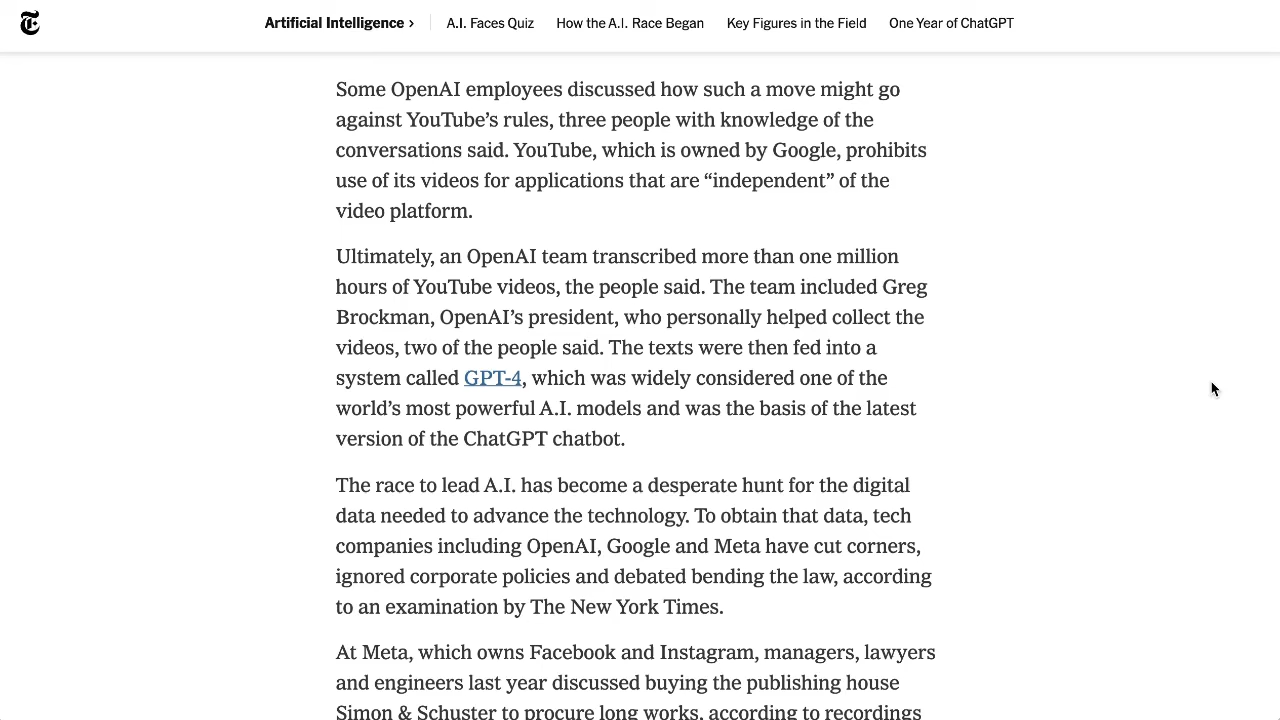 T
Artificial Intelligence › A.I. Faces Quiz How the A.I. Race Began Key Figures in the Field One Year of ChatGPT
Some OpenAI employees discussed how such a move might go
against YouTube’s rules, three people with knowledge of the
conversations said. YouTube, which is owned by Google, prohibits
use of its videos for applications that are “independent” of the
video platform.
Ultimately, an OpenAI team transcribed more than one million
hours of YouTube videos, the people said. The team included Greg
Brockman, OpenAI’s president, who personally helped collect the
videos, two of the people said. The texts were then fed into a
system called GPT-4, which was widely considered one of the
world’s most powerful A.I. models and was the basis of the latest
version of the ChatGPT chatbot.
The race to lead A.I. has become a desperate hunt for the digital
data needed to advance the technology. To obtain that data, tech
companies including OpenAI, Google and Meta have cut corners,
ignored corporate policies and debated bending the law, according
to an examination by The New York Times.
At Meta, which owns Facebook and Instagram, managers, lawyers
and engineers last year discussed buying the publishing house
Simon & Schuster to procure long works, according to recordings